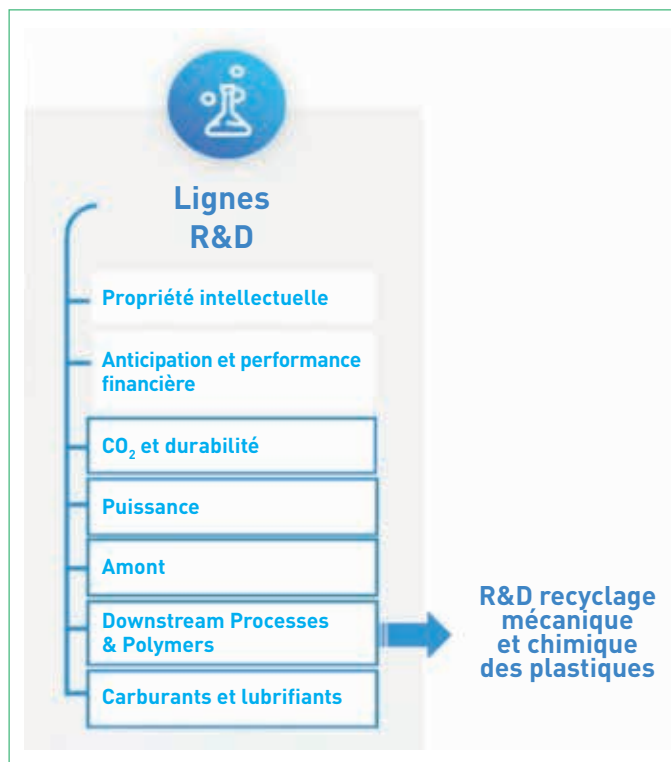 Lignes
R&D
Propriété intellectuelle
Anticipation et performance
financière
CO₂ et durabilité
Puissance
Amont
Downstream Processes
& Polymers
Carburants et lubrifiants
R&D recyclage
mécanique
et chimique
des plastiques